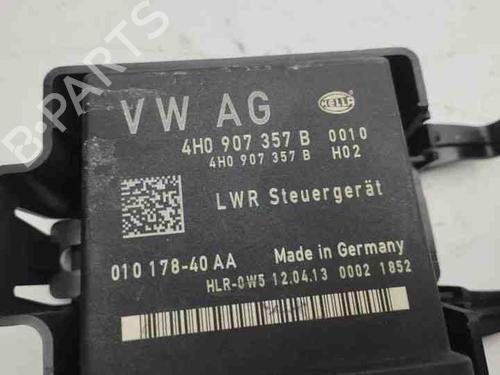 VW AG
HELLA
4H0 907 357 B 0010
4H0 907 357 B H02
LWR Steuergerät
010 178-40 AA Made in Germany
HLR-0W5 12.04.13 0002 1852
B-PARTS